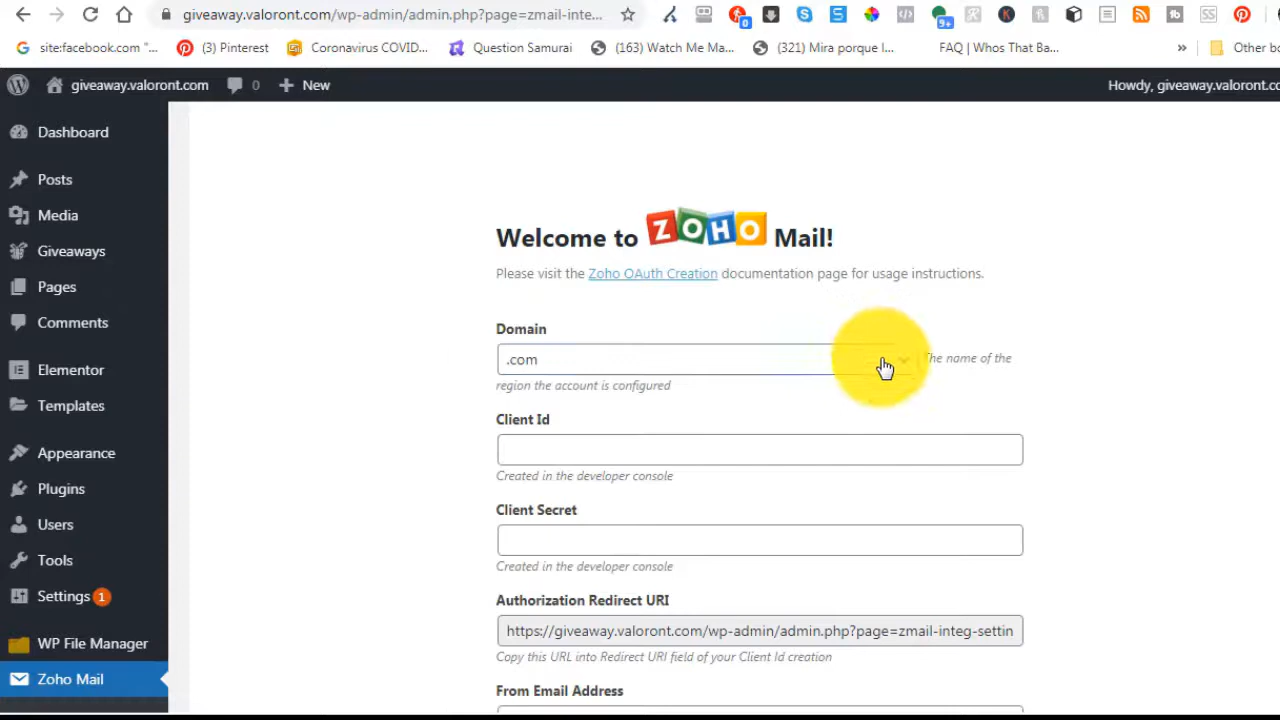 giveaway.valoront.com/wp-admin/admin.php?page=zmail-inte...
0
9+
site:facebook.com "... (3) Pinterest Coronavirus COVID... Question Samurai (163) Watch Me Ma... (321) Mira porque l... FAQ | Whos That Ba... » Other bo
giveaway.valoront.com 0 + New Howdy, giveaway.valoront.co
Dashboard
Posts
Media
Giveaways
Pages
Comments
Elementor
Templates
Appearance
Plugins
Users
Tools
Settings 1
WP File Manager
Zoho Mail
Welcome to ZOHO Mail!
Please visit the Zoho OAuth Creation documentation page for usage instructions.
Domain
.com The name of the
region the account is configured
Client Id
Created in the developer console
Client Secret
Created in the developer console
Authorization Redirect URI
https://giveaway.valoront.com/wp-admin/admin.php?page=zmail-integ-settin
Copy this URL into Redirect URI field of your Client Id creation
From Email Address